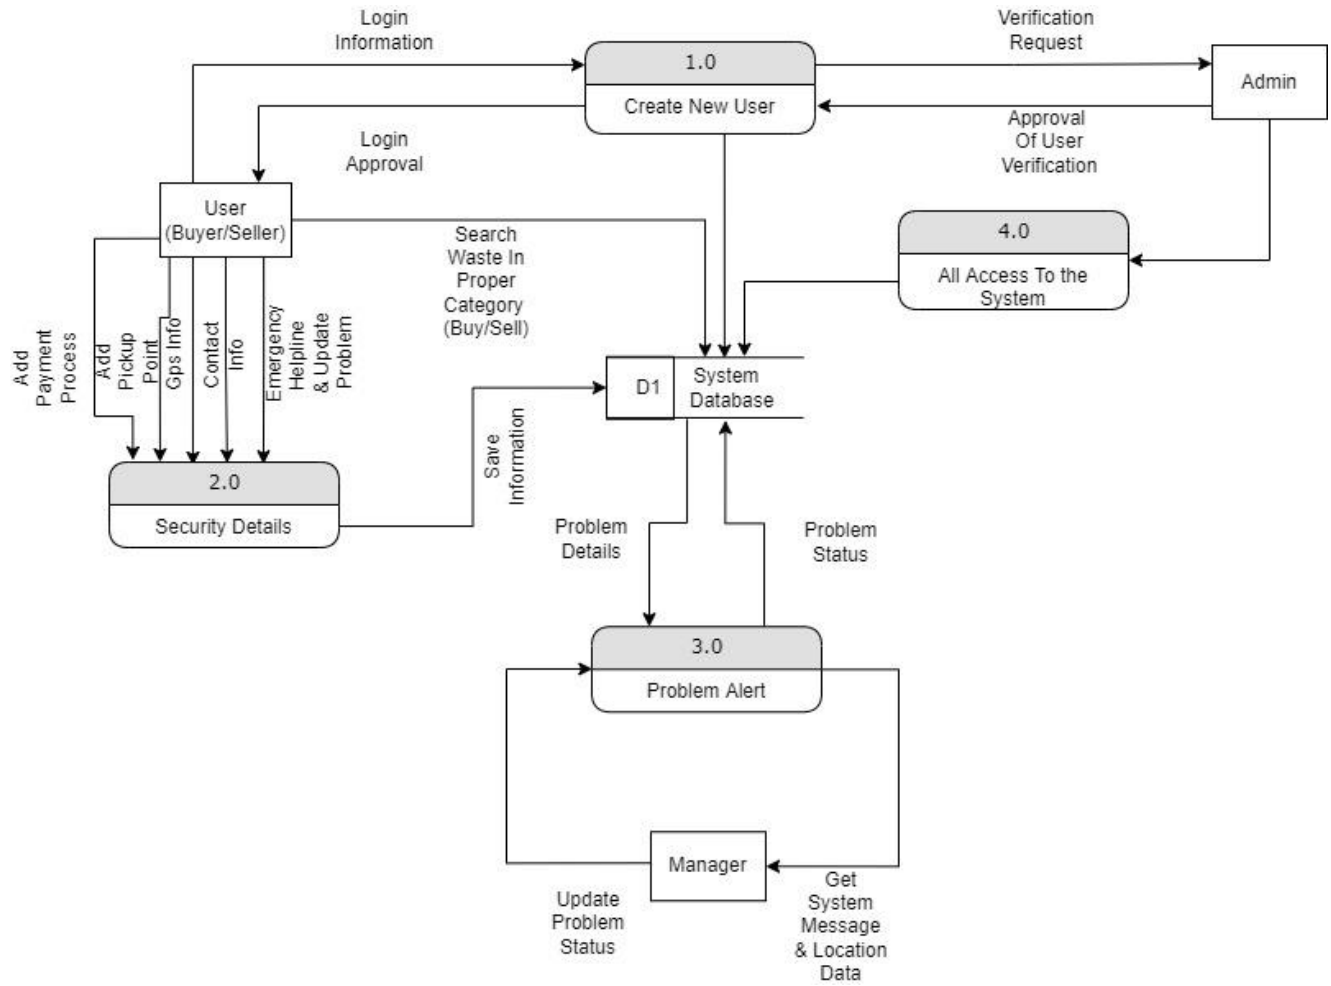 Login
Information
Verification
Request
1.0
Create New User
Admin
Login
Approval
Approval
Of User
Verification
User
(Buyer/Seller)
Search
Waste In
Proper
Category
(Buy/Sell)
4.0
All Access To the
System
Add
Payment
Process
Add
Pickup
Point
Gps Info
Contact
Info
Emergency
Helpline
& Update
Problem
D1
System
Database
2.0
Security Details
Save
Information
Problem
Details
Problem
Status
3.0
Problem Alert
Manager
Update
Problem
Status
Get
System
Message
& Location
Data